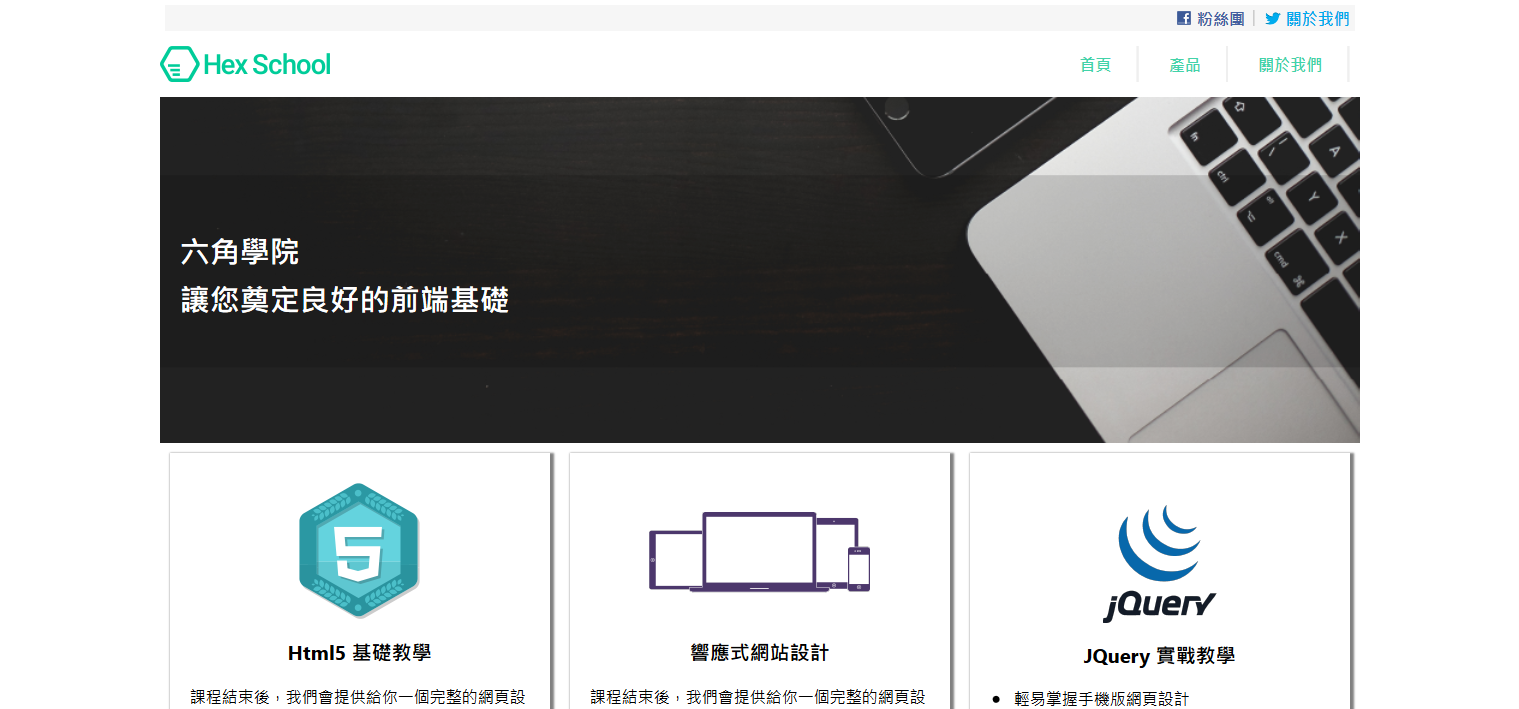 粉絲團 關於我們
Hex School 首頁 產品 關於我們
六角學院
讓您奠定良好的前端基礎
fn
ctrl
cmd
A
Y
X
5
jQuery
Html5 基礎教學
響應式網站設計
JQuery 實戰教學
課程結束後，我們會提供給你一個完整的網頁設
課程結束後，我們會提供給你一個完整的網頁設
輕易掌握手機版網頁設計